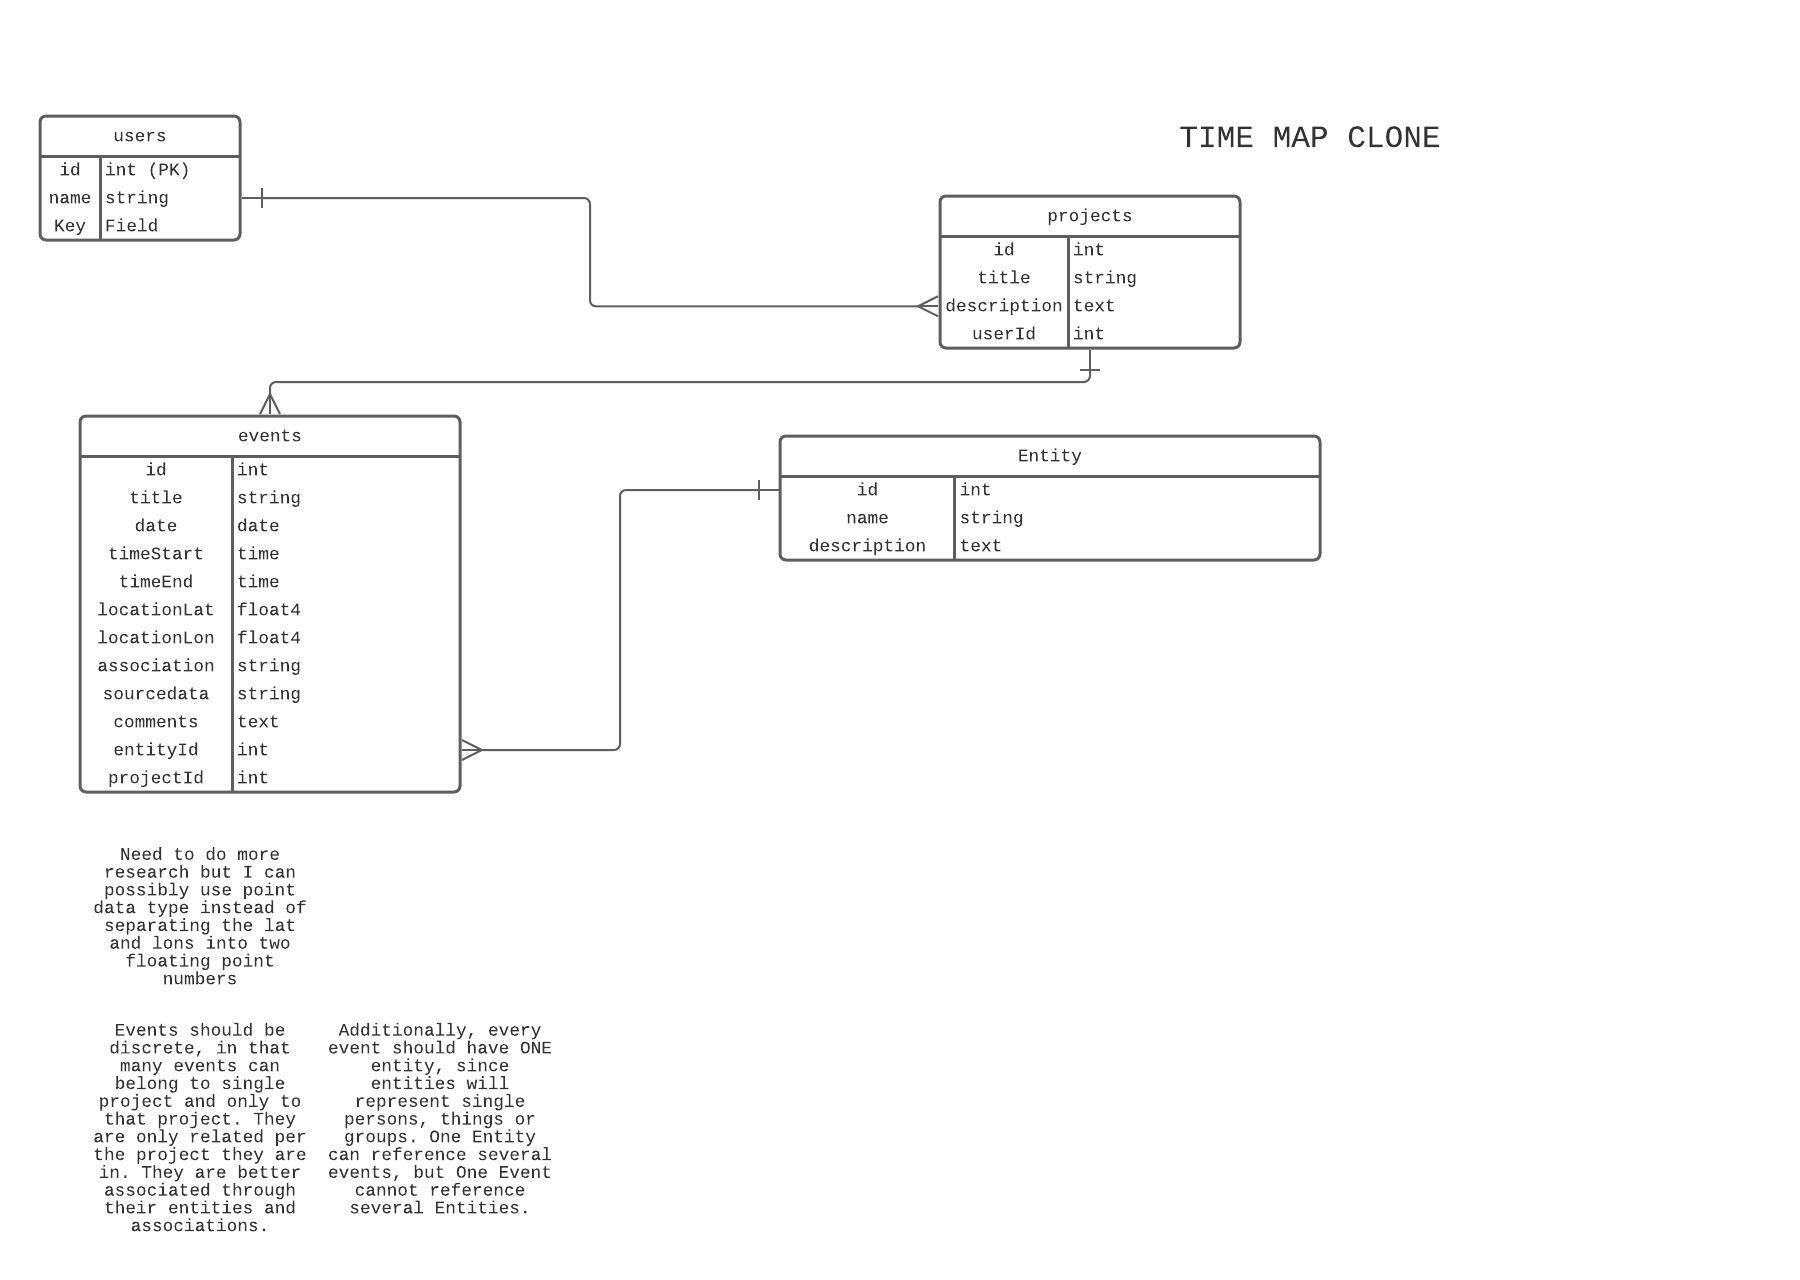 TIME MAP CLONE
users
id int (PK)
name string
Key Field
projects
id int
title string
description text
userId int
events
id int
title string
date date
timeStart time
timeEnd time
locationLat float4
locationLon float4
association string
sourcedata string
comments text
entityId int
projectId int
Entity
id int
name string
description text
Need to do more
research but I can
possibly use point
data type instead of
separating the lat
and lons into two
floating point
numbers
Events should be
discrete, in that
many events can
belong to single
project and only to
that project. They
are only related per
the project they are
in. They are better
associated through
their entities and
associations.
Additionally, every
event should have ONE
entity, since
entities will
represent single
persons, things or
groups. One Entity
can reference several
events, but One Event
cannot reference
several Entities.